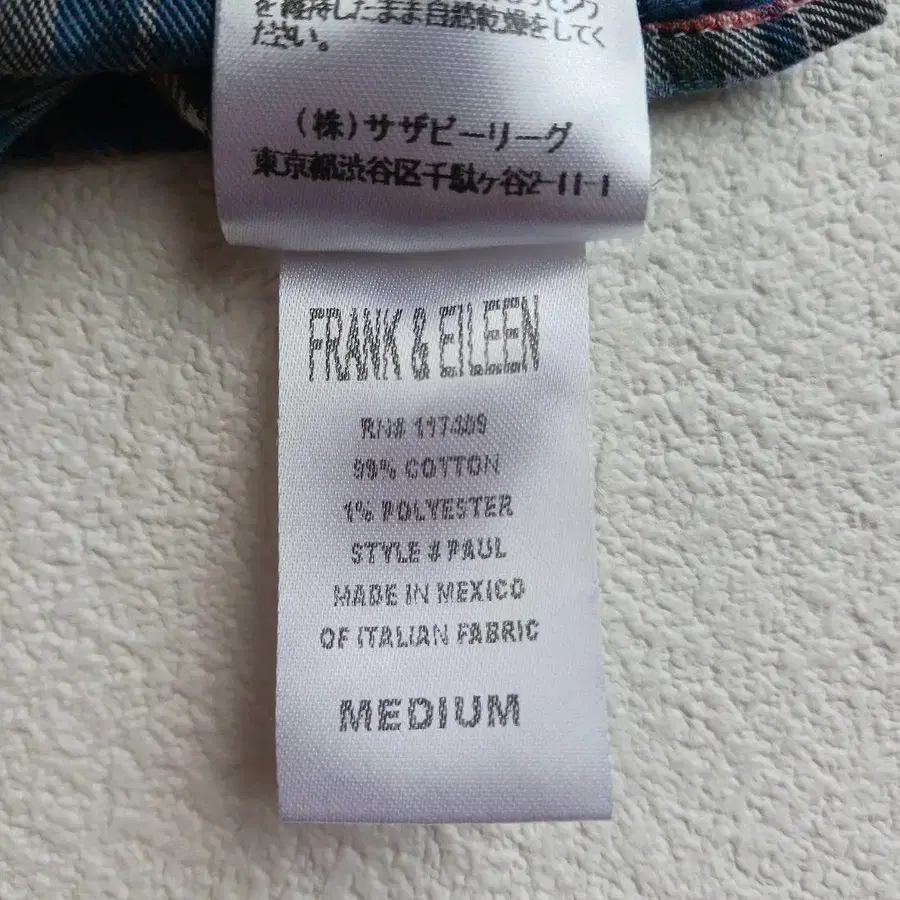 を維持したまま自然乾燥をしてく
ださい。
(株)サザビーリーグ
東京都渋谷区千駄ヶ谷2-11-1
FRANK & EILEEN
RN# 117409
99% COTTON
1% POLYESTER
STYLE # PAUL
MADE IN MEXICO
OF ITALIAN FABRIC
MEDIUM